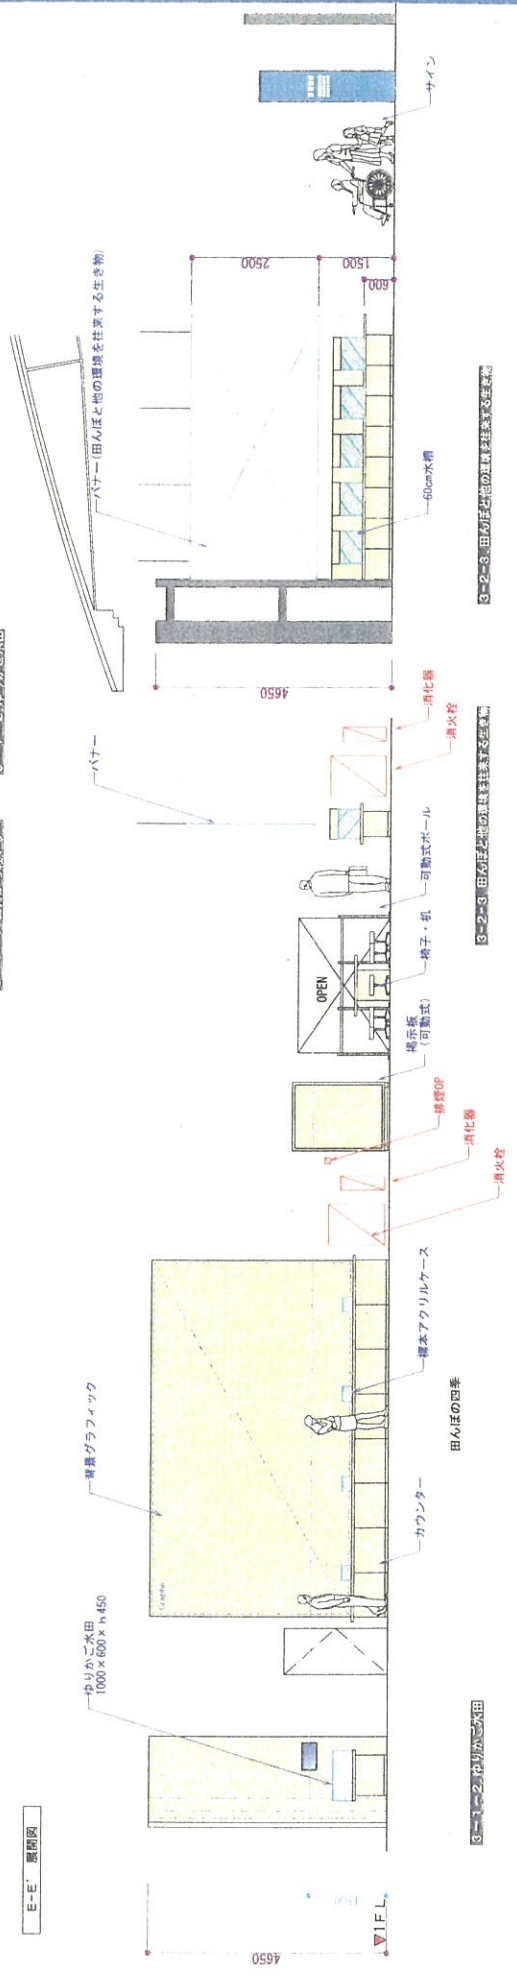 E-E' 展開図
4650
▼1FL
3-1-2. ゆりかご水田
ゆりかご水田
1000×600×h450
Graphic
背景グラフィック
カウンター
標本アクリルケース
田んぼの四季
消火栓
消化器
排煙OP
掲示板
(可動式)
OPEN
椅子・机
可動式ポール
バナー
消火栓
消化器
3-2-3. 田んぼと他の環境を往来する生き物
4650
バナー(田んぼと他の環境を往来する生き物)
60cm水槽
2500
1500
600
サイン
3-2-3. 田んぼと他の環境を往来する生き物